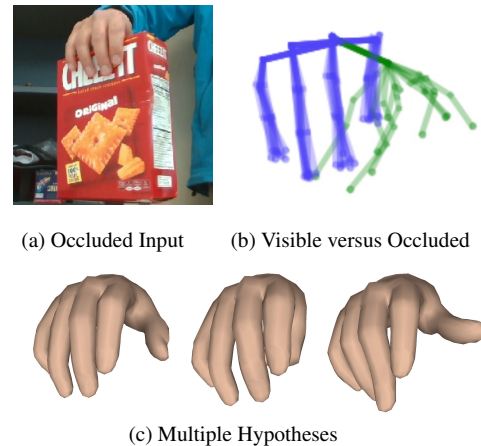 CHEEZ-IT
ORIGINAL
(a) Occluded Input
(b) Visible versus Occluded
(c) Multiple Hypotheses